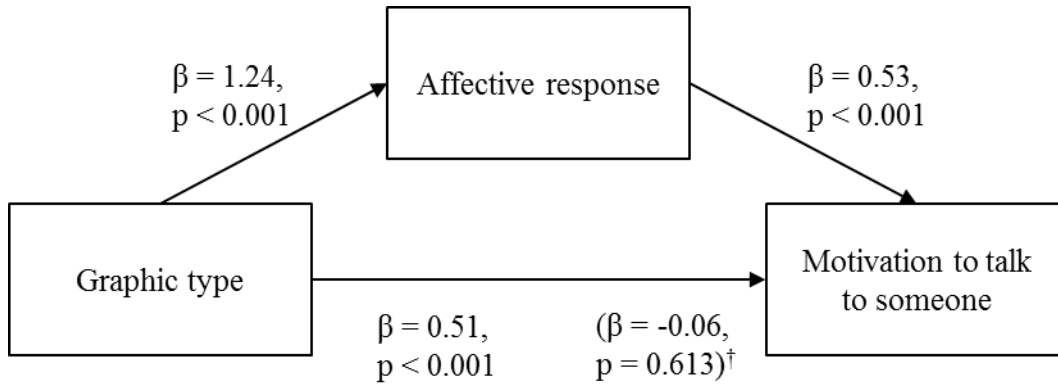 β = 1.24,
p < 0.001
Affective response
β = 0.53,
p < 0.001
Graphic type
Motivation to talk
to someone
β = 0.51,
p < 0.001
(β = -0.06,
p = 0.613)†